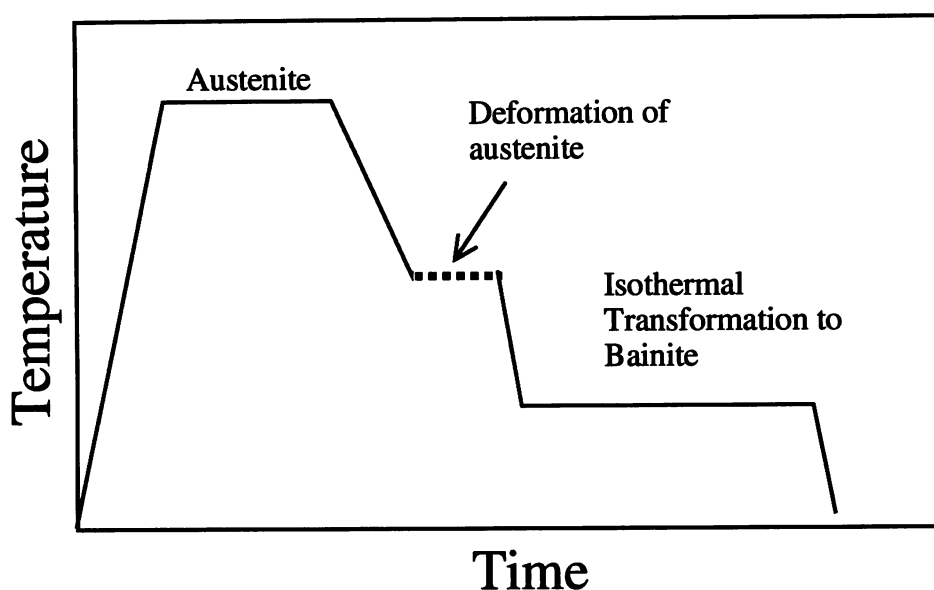 Austenite
Deformation of
austenite
Temperature
Isothermal
Transformation to
Bainite
Time